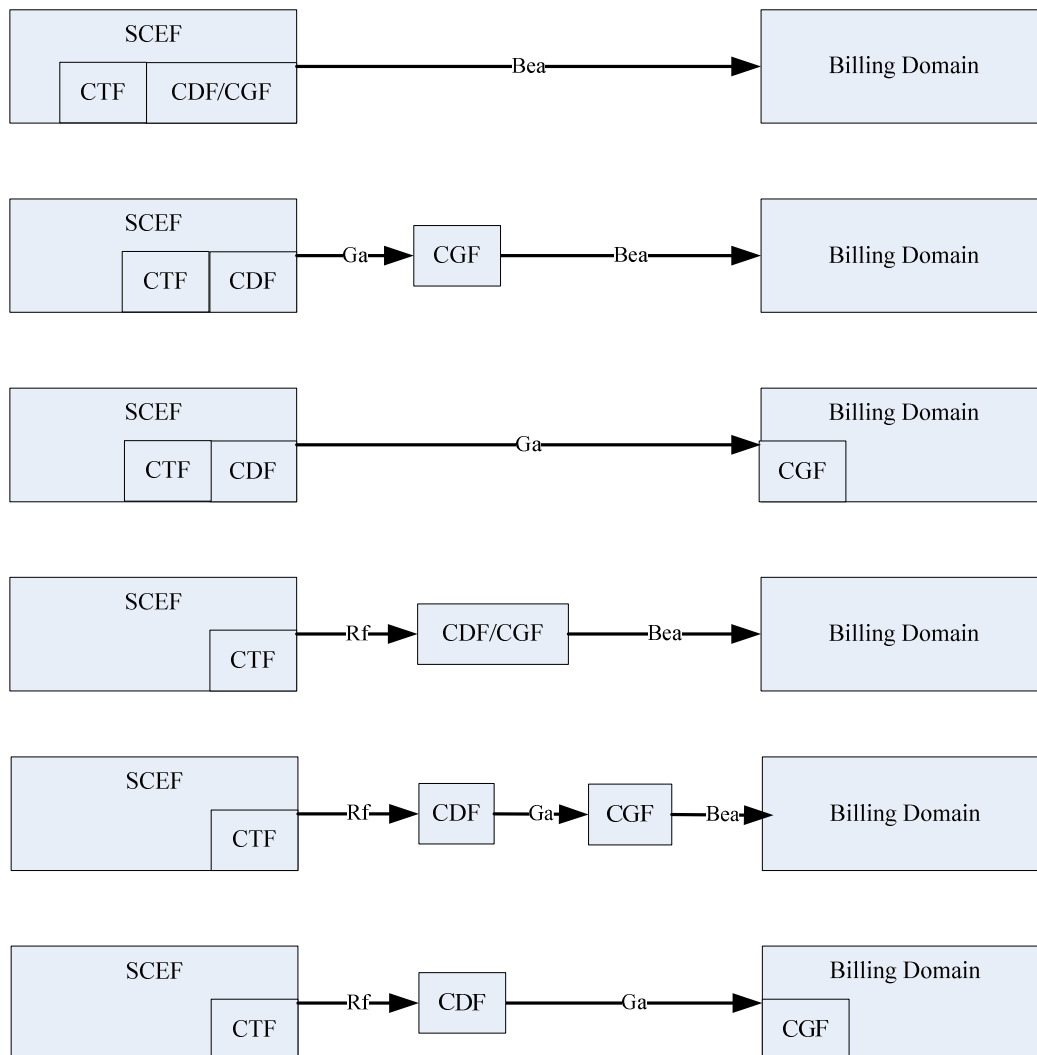 SCEF
CTF CDF/CGF
Bea
Billing Domain
SCEF
CTF CDF
Ga
CGF
Bea
Billing Domain
SCEF
CTF CDF
Ga
Billing Domain
CGF
SCEF
CTF
Rf
CDF/CGF
Bea
Billing Domain
SCEF
CTF
Rf
CDF
Ga
CGF
Bea
Billing Domain
SCEF
CTF
Rf
CDF
Ga
Billing Domain
CGF